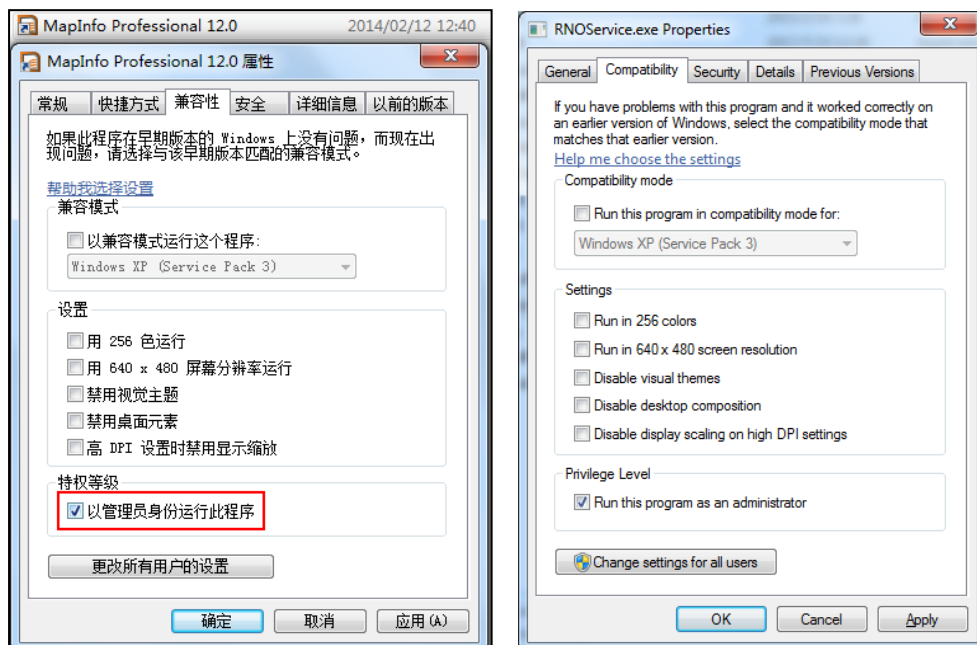 MapInfo Professional 12.0 2014/02/12 12:40
MapInfo Professional 12.0 属性
常规 快捷方式 兼容性 安全 详细信息 以前的版本
如果此程序在早期版本的 Windows 上没有问题，而现在出
现问题，请选择与该早期版本匹配的兼容模式。
帮助我选择设置
兼容模式
以兼容模式运行这个程序:
Windows XP (Service Pack 3)
设置
用 256 色运行
用 640 x 480 屏幕分辨率运行
禁用视觉主题
禁用桌面元素
高 DPI 设置时禁用显示缩放
特权等级
以管理员身份运行此程序
更改所有用户的设置
确定 取消 应用(A)
RNOService.exe Properties
General Compatibility Security Details Previous Versions
If you have problems with this program and it worked correctly on
an earlier version of Windows, select the compatibility mode that
matches that earlier version.
Help me choose the settings
Compatibility mode
Run this program in compatibility mode for:
Windows XP (Service Pack 3)
Settings
Run in 256 colors
Run in 640 x 480 screen resolution
Disable visual themes
Disable desktop composition
Disable display scaling on high DPI settings
Privilege Level
Run this program as an administrator
Change settings for all users
OK Cancel Apply